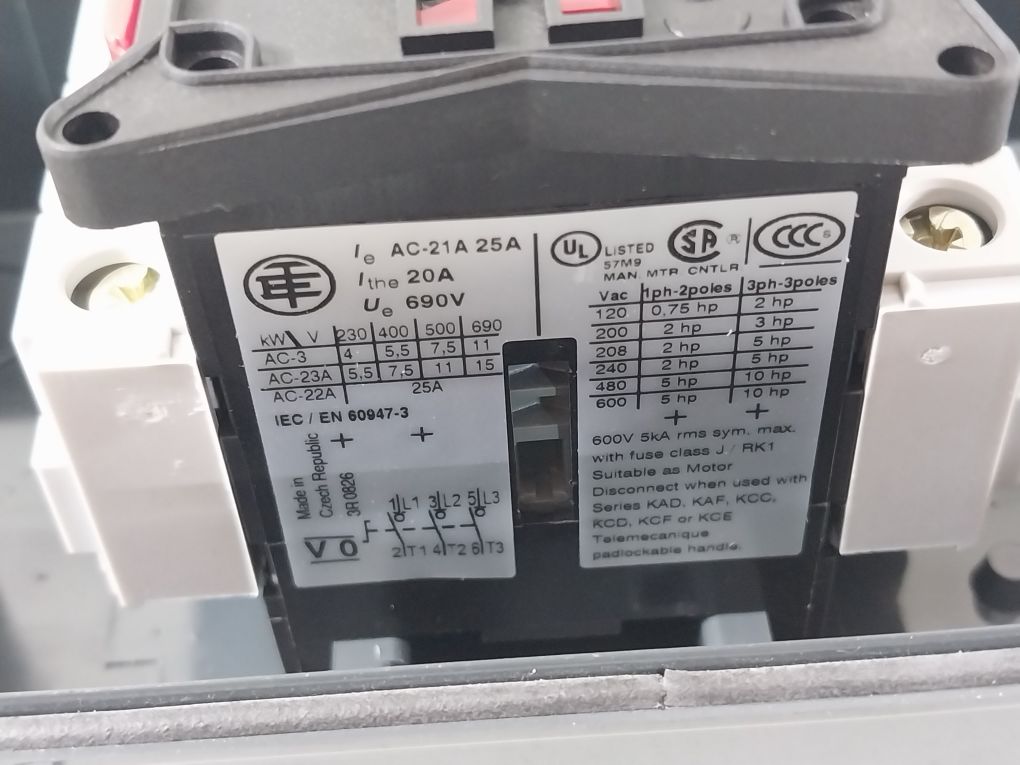 Ie AC-21A 25A
Ithe 20A
Ue 690V
kW\V 230 400 500 690
AC-3 4 5,5 7,5 11
AC-23A 5,5 7,5 11 15
AC-22A 25A
IEC / EN 60947-3
Made in
Czech Republic
3R0826
V0
1 L1 3 L2 5 L3
2 T1 4 T2 6 T3
UL LISTED
57M9
MAN. MTR CNTLR
SA ®
CCC S
Vac 1ph-2poles 3ph-3poles
120 0,75 hp 2 hp
200 2 hp 3 hp
208 2 hp 5 hp
240 2 hp 5 hp
480 5 hp 10 hp
600 5 hp 10 hp
600V 5kA rms sym. max.
with fuse class J / RK1
Suitable as Motor
Disconnect when used with
Series KAD, KAF, KCC,
KCD, KCF or KCE
Telemecanique
padlockable handle.